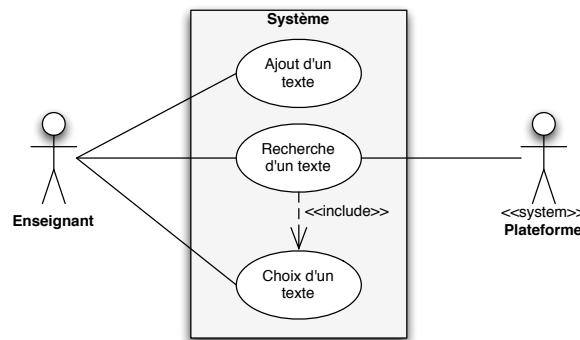 Système
Ajout d'un
texte
Recherche
d'un texte
<<include>>
Choix d'un
texte
Enseignant
<<system>>
Plateforme